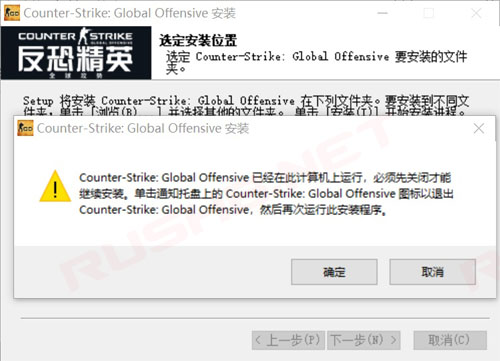 Counter-Strike: Global Offensive 安装
COUNTER STRIKE
反恐精英
全球攻势
选定安装位置
选定 Counter-Strike: Global Offensive 要安装的文件
夹。
Setup 将安装 Counter-Strike: Global Offensive 在下列文件夹。要安装到不同文
件夹，单击 [浏览(B)...] 并选择其他的文件夹。 单击 [安装(I)] 开始安装进程。
Counter-Strike: Global Offensive 安装
Counter-Strike: Global Offensive 已经在此计算机上运行，必须先关闭才能
继续安装。单击通知托盘上的 Counter-Strike: Global Offensive 图标以退出
Counter-Strike: Global Offensive，然后再次运行此安装程序。
确定
取消
< 上一步(P)
下一步(N) >
取消(C)